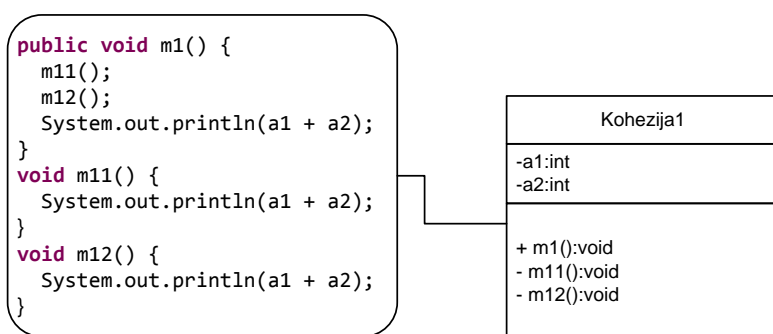 public void m1() {
  m11();
  m12();
  System.out.println(a1 + a2);
}
void m11() {
  System.out.println(a1 + a2);
}
void m12() {
  System.out.println(a1 + a2);
}
Kohezija1
-a1:int
-a2:int
+ m1():void
- m11():void
- m12():void